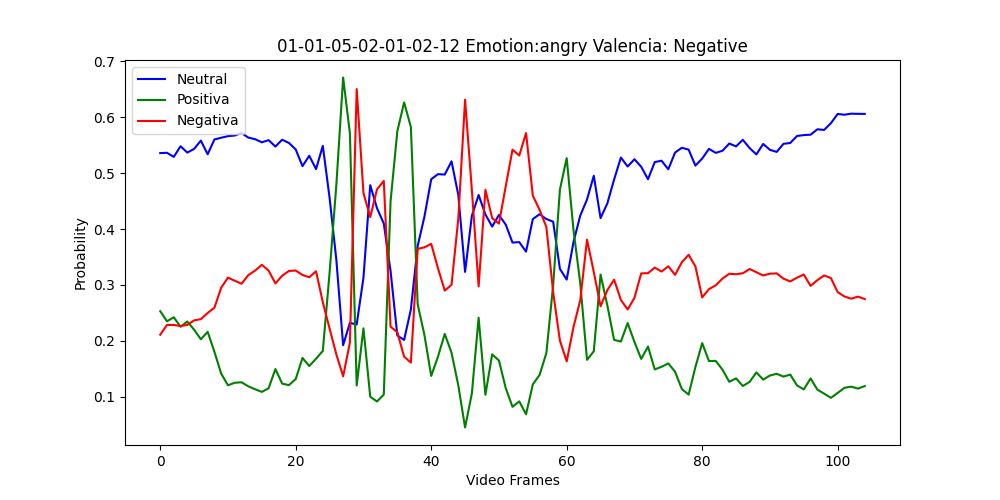 01-01-05-02-01-02-12 Emotion:angry Valencia: Negative
0.7
0.6
0.5
0.4
0.3
0.2
0.1
Probability
Neutral
Positiva
Negativa
0 20 40 60 80 100
Video Frames